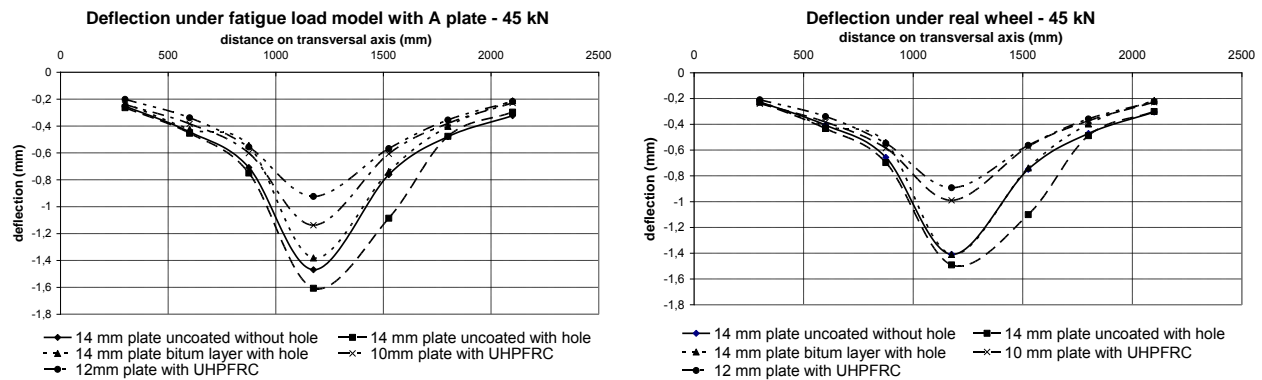 Deflection under fatigue load model with A plate - 45 kN
distance on transversal axis (mm)
0 500 1000 1500 2000 2500
0
-0,2
-0,4
-0,6
-0,8
-1
-1,2
-1,4
-1,6
-1,8
deflection (mm)
14 mm plate uncoated without hole
14 mm plate uncoated with hole
14 mm plate bitum layer with hole
10mm plate with UHPFRC
12mm plate with UHPFRC
Deflection under real wheel - 45 kN
distance on transversal axis (mm)
0 500 1000 1500 2000 2500
0
-0,2
-0,4
-0,6
-0,8
-1
-1,2
-1,4
-1,6
-1,8
deflection (mm)
14 mm plate uncoated without hole
14 mm plate uncoated with hole
14 mm plate bitum layer with hole
10 mm plate with UHPFRC
12 mm plate with UHPFRC